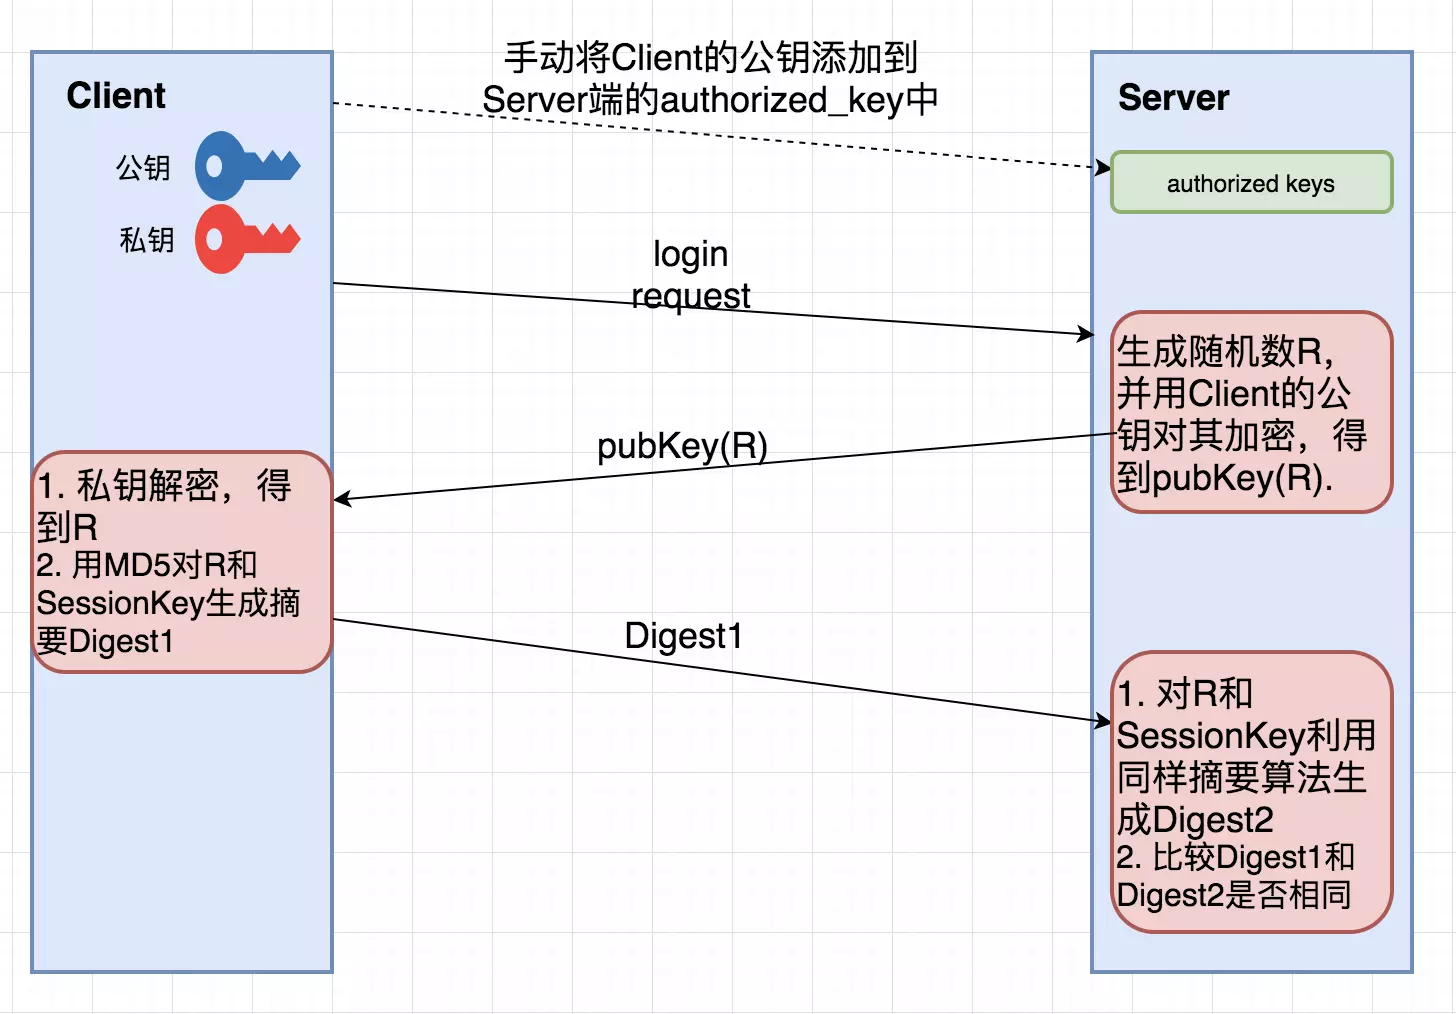 手动将Client的公钥添加到
Server端的authorized_key中
Client
公钥
私钥
Server
authorized keys
login
request
生成随机数R，
并用Client的公
钥对其加密，得
到pubKey(R).
pubKey(R)
1. 私钥解密，得
到R
2. 用MD5对R和
SessionKey生成摘
要Digest1
Digest1
1. 对R和
SessionKey利用
同样摘要算法生
成Digest2
2. 比较Digest1和
Digest2是否相同